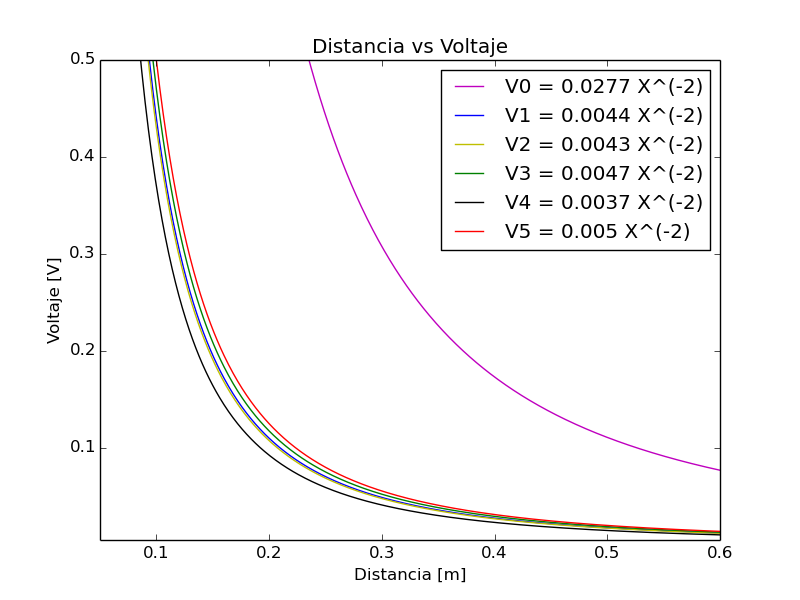 Distancia vs Voltaje
V0 = 0.0277 X^(-2)
V1 = 0.0044 X^(-2)
V2 = 0.0043 X^(-2)
V3 = 0.0047 X^(-2)
V4 = 0.0037 X^(-2)
V5 = 0.005 X^(-2)
Voltaje [V]
0.5
0.4
0.3
0.2
0.1
0.1 0.2 0.3 0.4 0.5 0.6
Distancia [m]